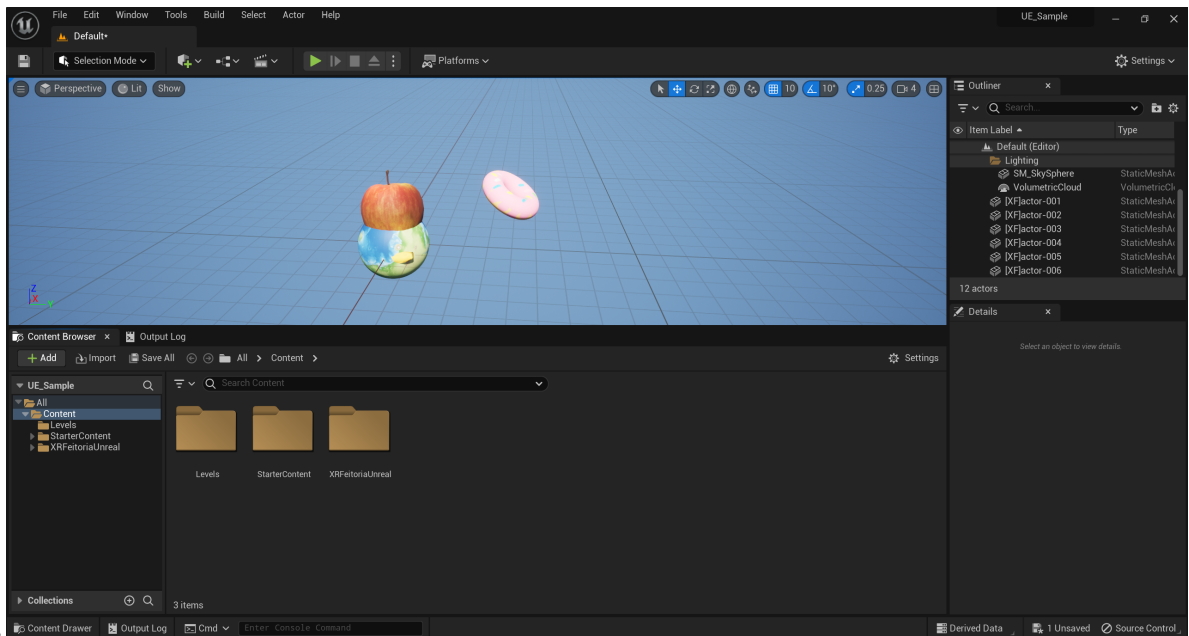 File Edit Window Tools Build Select Actor Help UE_Sample
Default•
Selection Mode Platforms Settings
Perspective Lit Show 10 10° 0.25 4
Outliner
Search...
Item Label Type
Default (Editor)
Lighting
SM_SkySphere StaticMeshA
VolumetricCloud VolumetricCl
[XF]actor-001 StaticMeshA
[XF]actor-002 StaticMeshA
[XF]actor-003 StaticMeshA
[XF]actor-004 StaticMeshA
[XF]actor-005 StaticMeshA
[XF]actor-006 StaticMeshA
12 actors
Details
Select an object to view details.
Z
X
Y
Content Browser Output Log
Add Import Save All All > Content > Settings
UE_Sample
Search Content
All
Content
Levels
StarterContent
XRFeitoriaUnreal
Levels StarterContent XRFeitoriaUnreal
Collections
3 items
Content Drawer Output Log Cmd Enter Console Command Derived Data 1 Unsaved Source Control